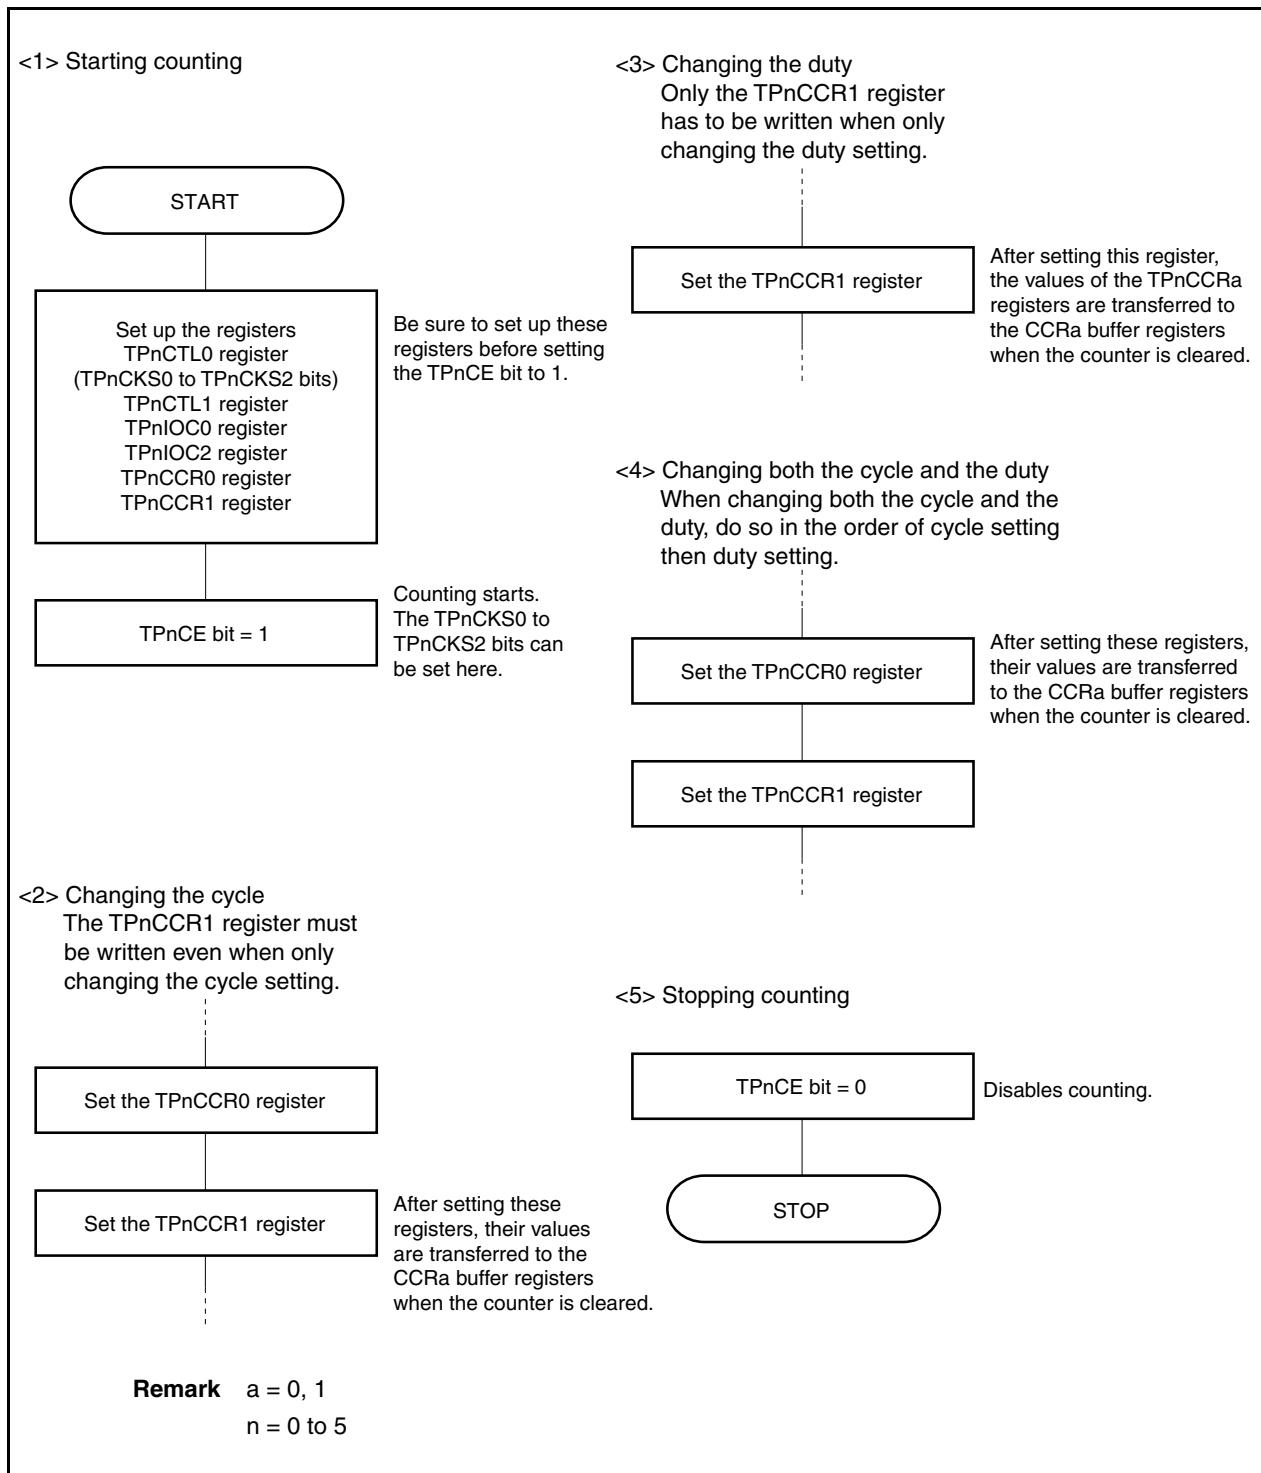 <1> Starting counting
START
Set up the registers
TPnCTL0 register
(TPnCKS0 to TPnCKS2 bits)
TPnCTL1 register
TPnIOC0 register
TPnIOC2 register
TPnCCR0 register
TPnCCR1 register
Be sure to set up these
registers before setting
the TPnCE bit to 1.
TPnCE bit = 1
Counting starts.
The TPnCKS0 to
TPnCKS2 bits can
be set here.
<2> Changing the cycle
The TPnCCR1 register must
be written even when only
changing the cycle setting.
Set the TPnCCR0 register
Set the TPnCCR1 register
After setting these
registers, their values
are transferred to the
CCRa buffer registers
when the counter is cleared.
<3> Changing the duty
Only the TPnCCR1 register
has to be written when only
changing the duty setting.
Set the TPnCCR1 register
After setting this register,
the values of the TPnCCRa
registers are transferred to
the CCRa buffer registers
when the counter is cleared.
<4> Changing both the cycle and the duty
When changing both the cycle and the
duty, do so in the order of cycle setting
then duty setting.
Set the TPnCCR0 register
After setting these registers,
their values are transferred
to the CCRa buffer registers
when the counter is cleared.
Set the TPnCCR1 register
<5> Stopping counting
TPnCE bit = 0
Disables counting.
STOP
Remark a = 0, 1
n = 0 to 5